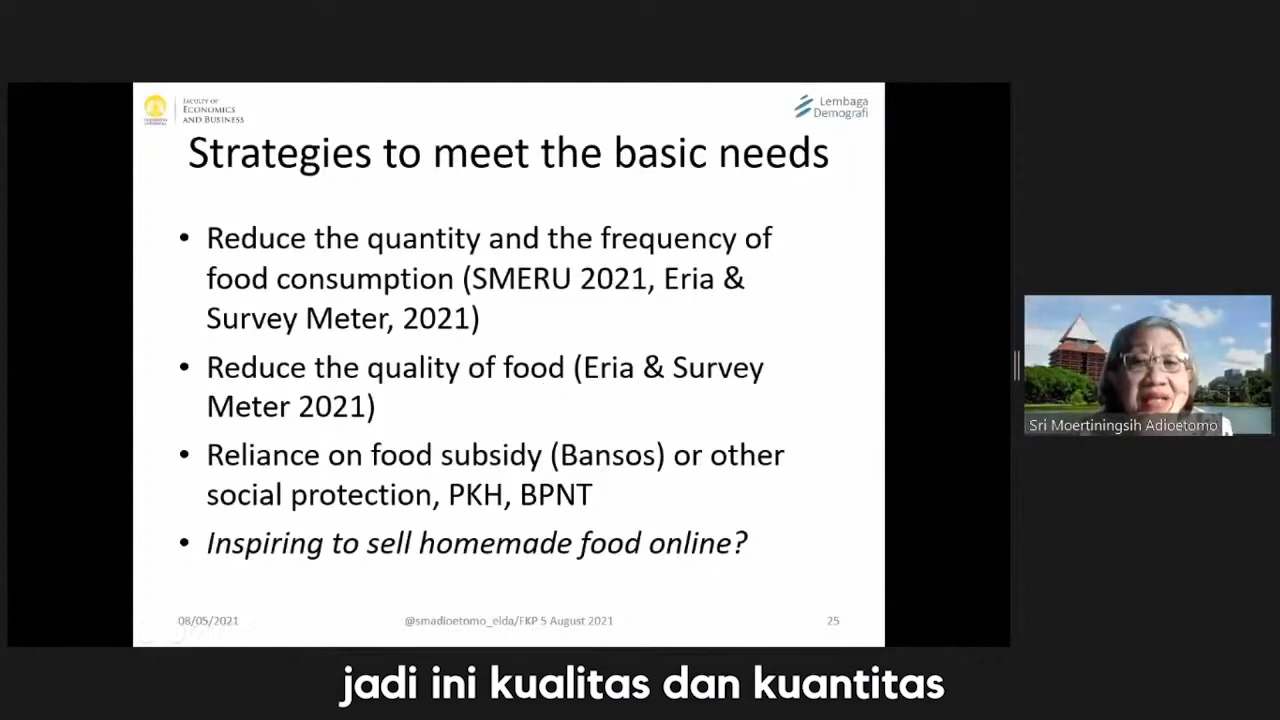 FACULTY OF
ECONOMICS
AND BUSINESS
Lembaga
Demografi
Strategies to meet the basic needs
• Reduce the quantity and the frequency of
food consumption (SMERU 2021, Eria &
Survey Meter, 2021)
• Reduce the quality of food (Eria & Survey
Meter 2021)
• Reliance on food subsidy (Bansos) or other
social protection, PKH, BPNT
• Inspiring to sell homemade food online?
08/05/2021
@smadioetomo_elda/FKP 5 August 2021
25
Sri Moertiningsih Adioetomo
jadi ini kualitas dan kuantitas